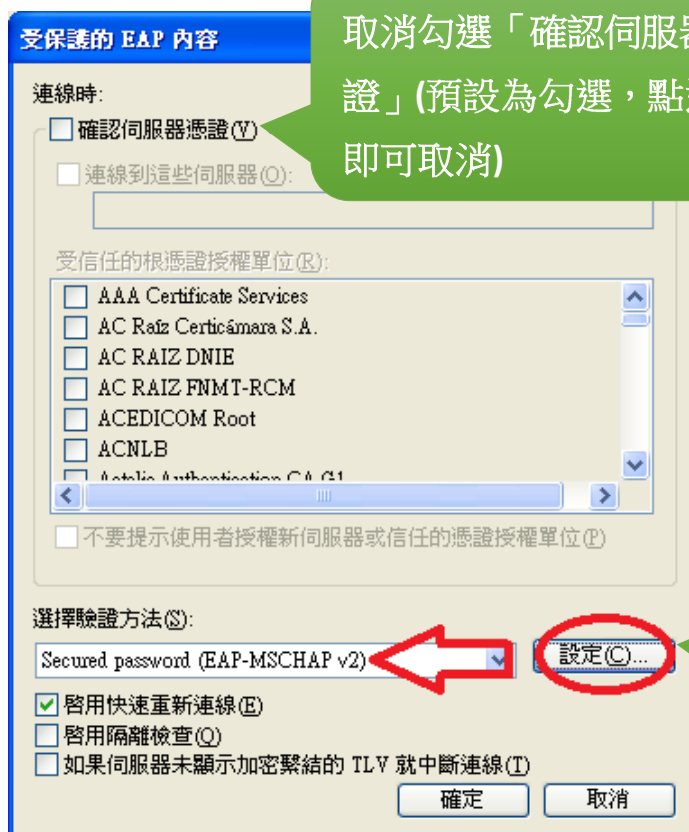 受保護的 EAP 內容
取消勾選「確認伺服
證」(預設為勾選，點
即可取消)
連線時:
確認伺服器憑證(V)
連線到這些伺服器(O):
受信任的根憑證授權單位(R):
AAA Certificate Services
AC Raíz Certicámara S.A.
AC RAIZ DNIE
AC RAIZ FNMT-RCM
ACEDICOM Root
ACNLB
Actalis Authentication CA G1
不要提示使用者授權新伺服器或信任的憑證授權單位(P)
選擇驗證方法(S):
Secured password (EAP-MSCHAP v2)
設定(C)...
啓用快速重新連線(E)
啓用隔離檢查(Q)
如果伺服器未顯示加密繫結的 TLV 就中斷連線(T)
確定
取消